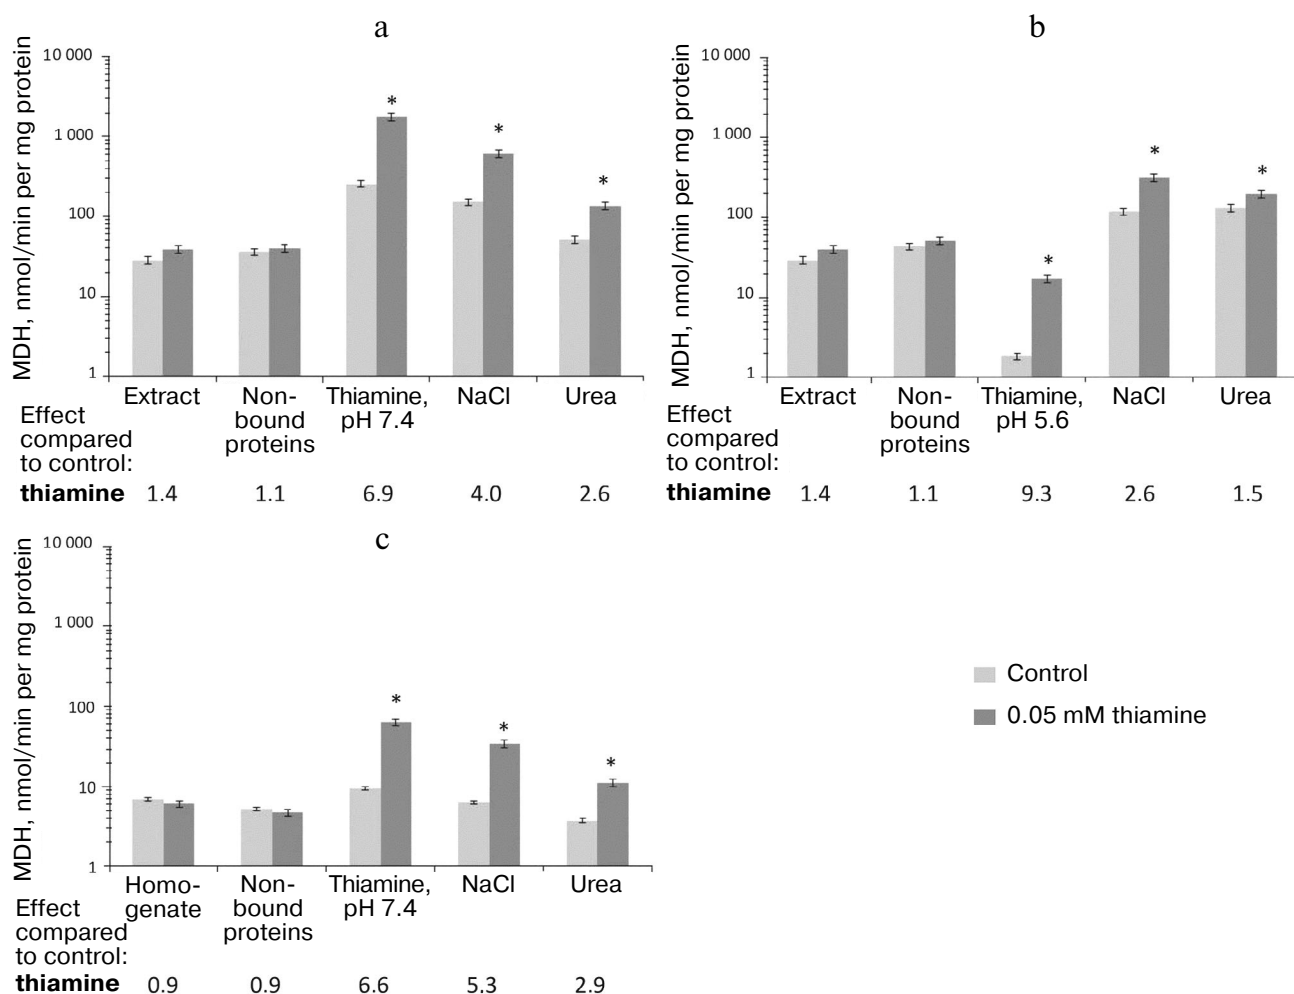 a
MDH, nmol/min per mg protein
10 000
1 000
100
10
1
*
*
*
Extract
Non-
bound
proteins
Thiamine,
pH 7.4
NaCl
Urea
Effect
compared
to control:
thiamine 1.4 1.1 6.9 4.0 2.6
b
MDH, nmol/min per mg protein
10 000
1 000
100
10
1
*
*
*
Extract
Non-
bound
proteins
Thiamine,
pH 5.6
NaCl
Urea
Effect
compared
to control:
thiamine 1.4 1.1 9.3 2.6 1.5
c
MDH, nmol/min per mg protein
10 000
1 000
100
10
1
*
*
*
Homo-
genate
Non-
bound
proteins
Thiamine,
pH 7.4
NaCl
Urea
Effect
compared
to control:
thiamine 0.9 0.9 6.6 5.3 2.9
Control
0.05 mM thiamine